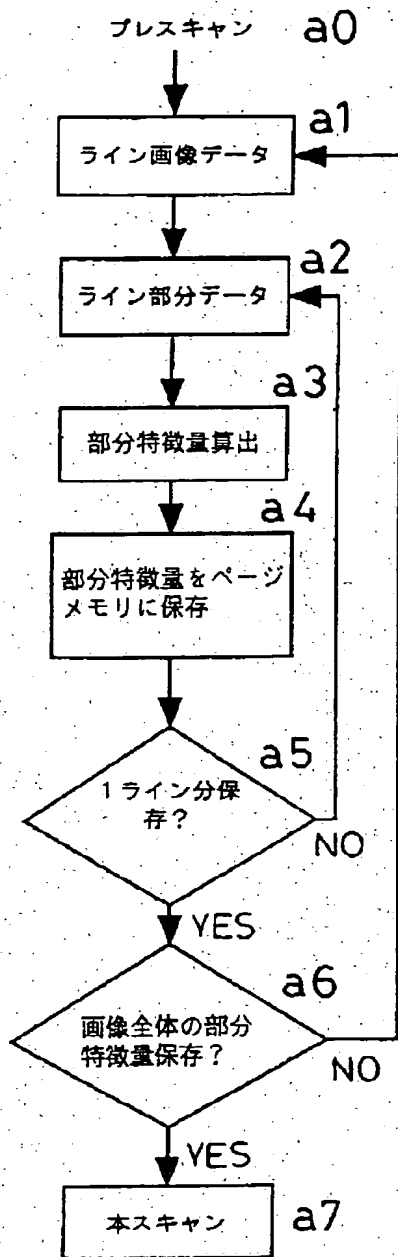 プレスキャン a0
a1
ライン画像データ
a2
ライン部分データ
a3
部分特徴量算出
a4
部分特徴量をページ
メモリに保存
a5
1ライン分保
存?
NO
YES
a6
画像全体の部分
特徴量保存?
NO
YES
本スキャン a7